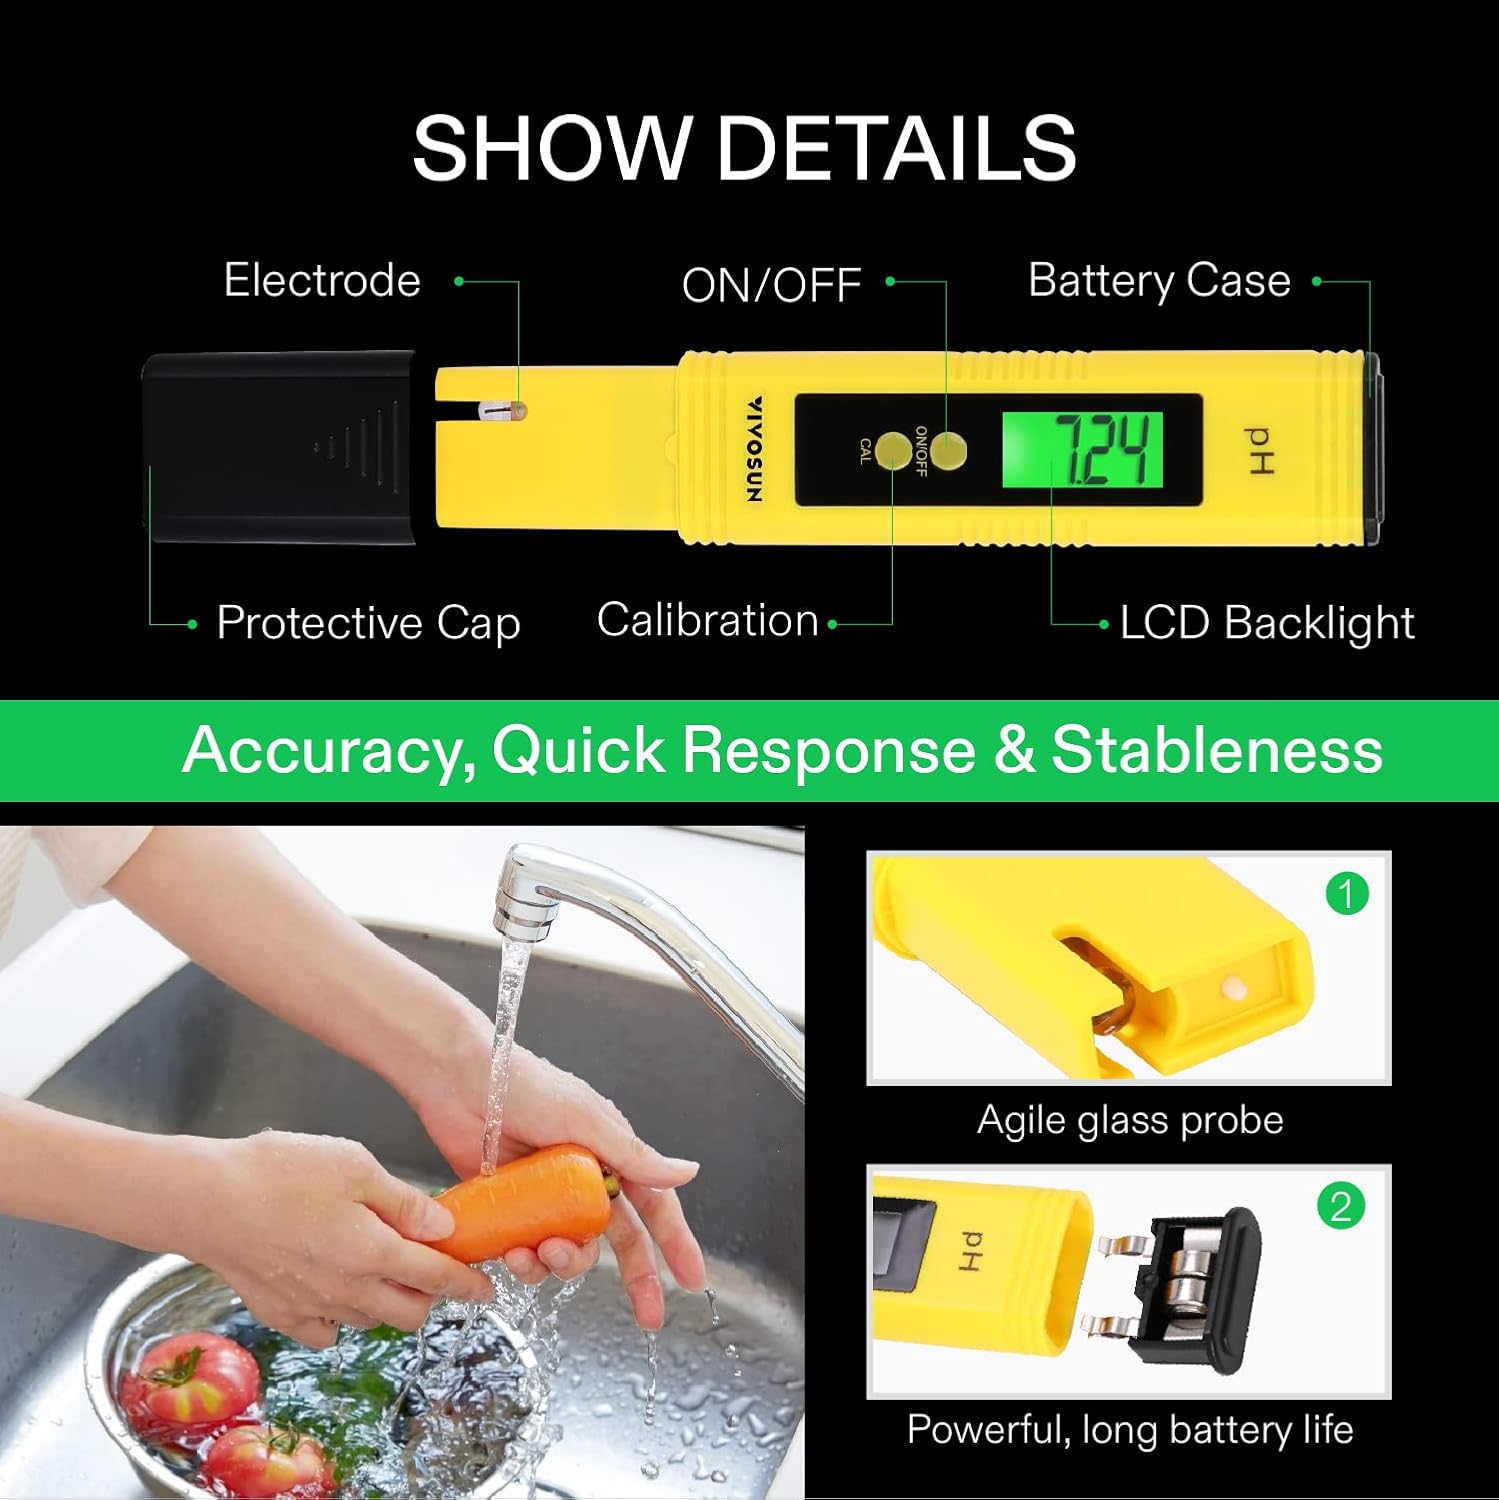 SHOW DETAILS
Electrode
ON/OFF
Battery Case
VIVOSUN
CAL
ON/OFF
7.24
pH
Protective Cap
Calibration
LCD Backlight
Accuracy, Quick Response & Stableness
1
Agile glass probe
2
pH
Powerful, long battery life